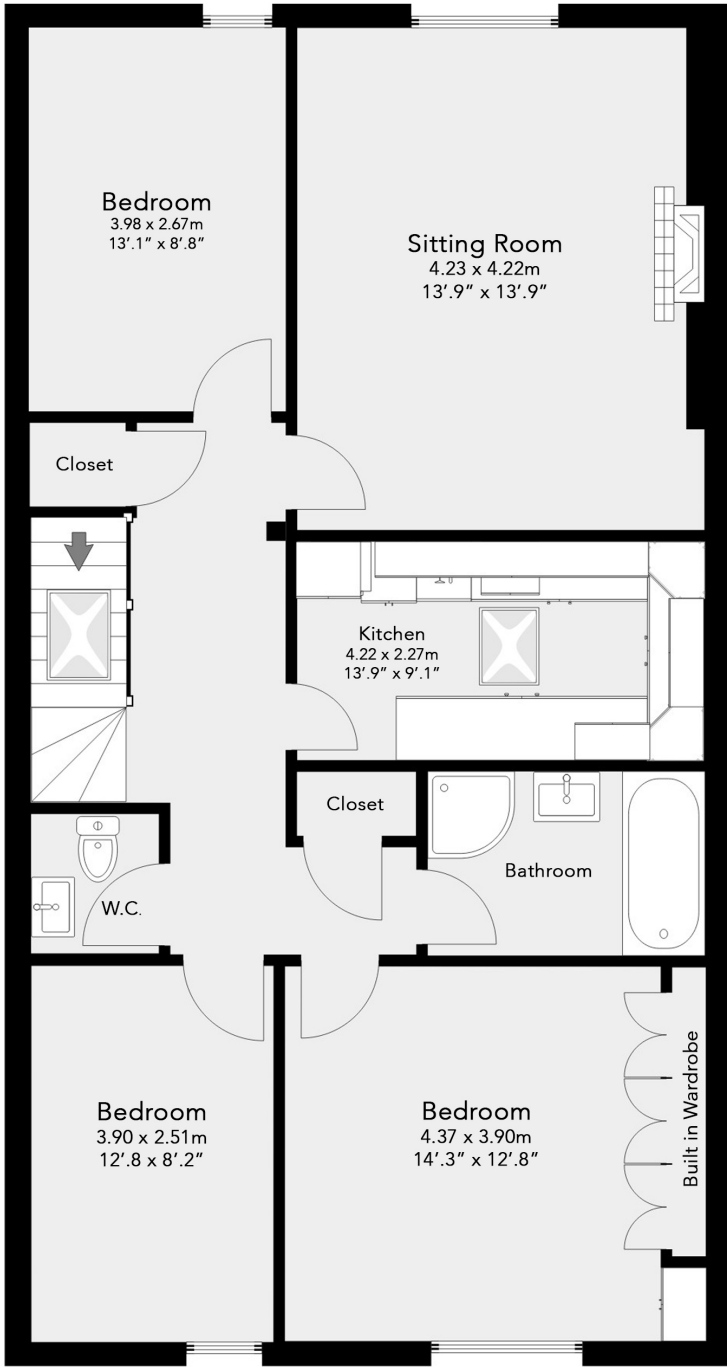 Bedroom
3.98 x 2.67m
13'.1" x 8'.8"
Sitting Room
4.23 x 4.22m
13'.9" x 13'.9"
Closet
Kitchen
4.22 x 2.27m
13'.9" x 9'.1"
Closet
Bathroom
W.C.
Bedroom
3.90 x 2.51m
12'.8 x 8'.2"
Bedroom
4.37 x 3.90m
14'.3" x 12'.8"
Built in Wardrobe